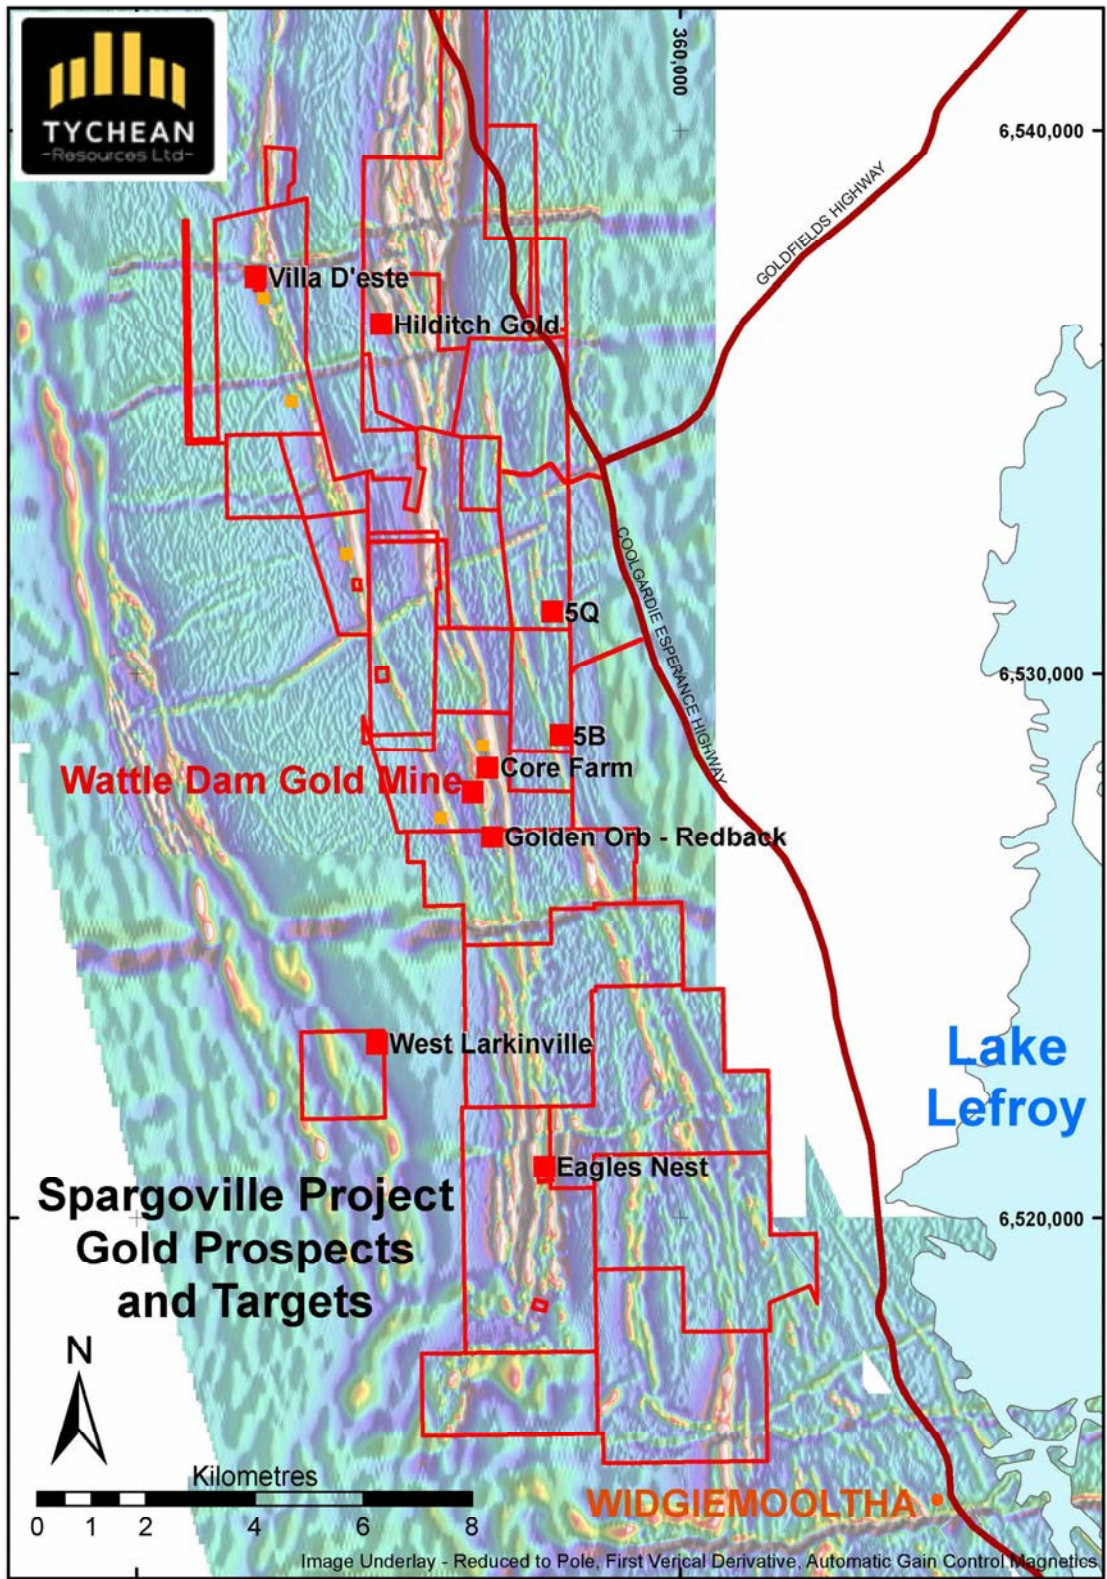 TYCHEAN
-Resources Ltd-
360,000
6,540,000
GOLDFIELDS HIGHWAY
Villa D'este
Hilditch Gold
COOLGARDIE ESPERANCE HIGHWAY
5Q
6,530,000
5B
Core Farm
Wattle Dam Gold Mine
Golden Orb - Redback
West Larkinville
Lake
Lefroy
Eagles Nest
Spargoville Project
Gold Prospects
and Targets
6,520,000
N
Kilometres
0 1 2 4 6 8
WIDGIEMOOLTHA
Image Underlay - Reduced to Pole, First Verical Derivative, Automatic Gain Control Magnetics